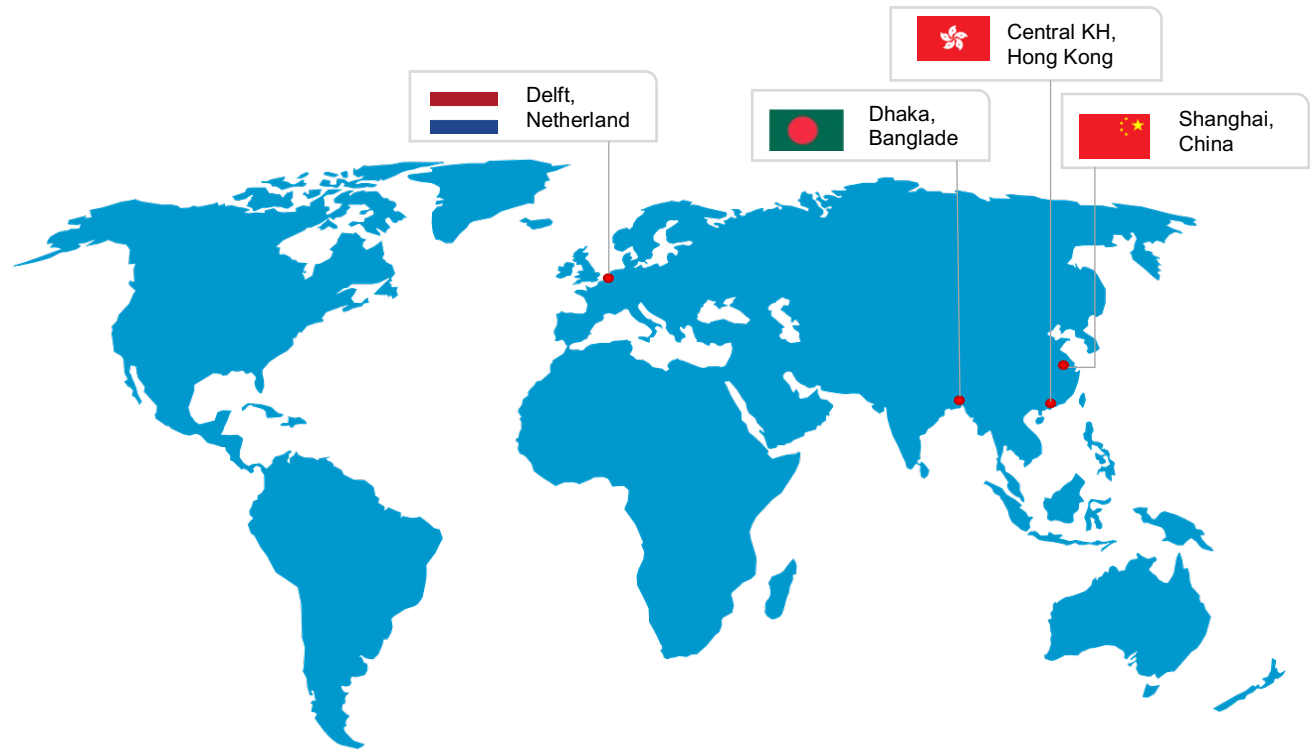 Central KH,
Hong Kong
Delft,
Netherland
Dhaka,
Banglade
Shanghai,
China